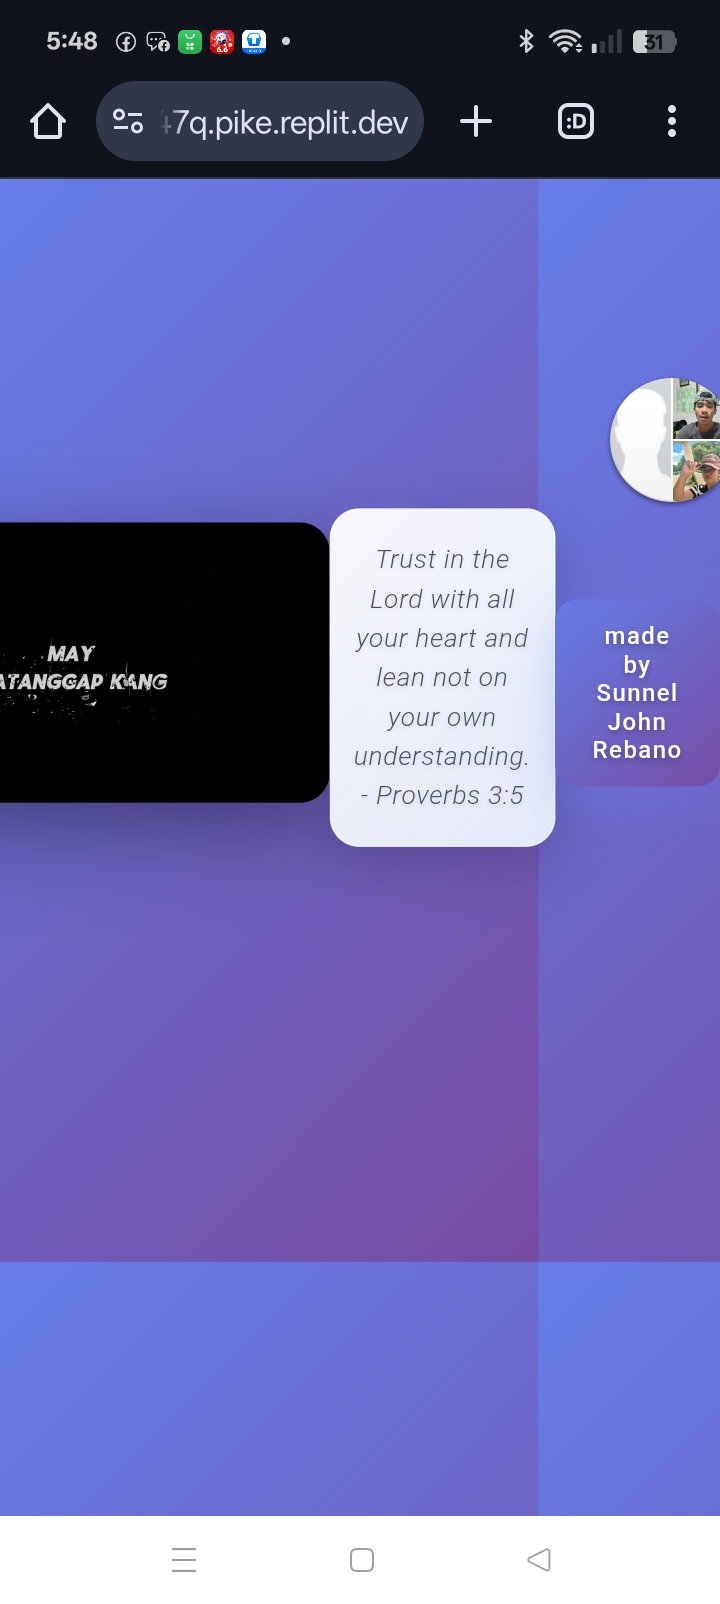 5:48
31
7q.pike.replit.dev
:D
MAY
ATANGGAP KANG
Trust in the
Lord with all
your heart and
lean not on
your own
understanding.
- Proverbs 3:5
made
by
Sunnel
John
Rebano